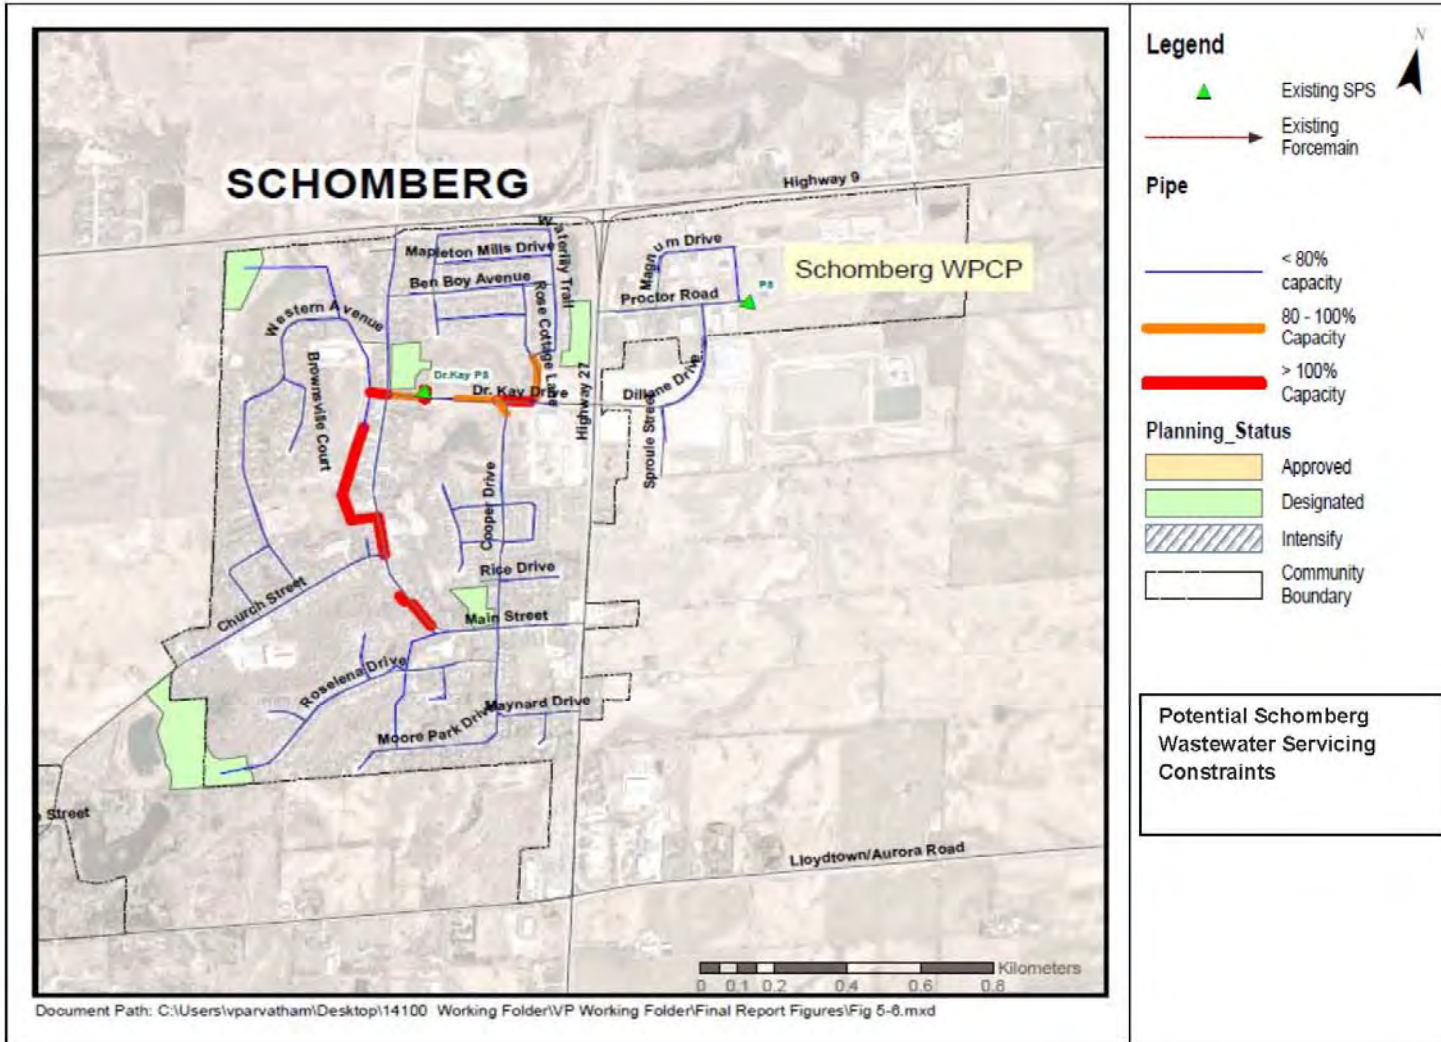 SCHOMBERG
Highway 9
Waterlily Trail
Mapleton Mills Drive
Magnum Drive
Schomberg WPCP
Ben Boy Avenue
Rose Cottage Lane
Proctor Road
PS
Western Avenue
Brownsville Court
Dr.Kay PS
Dr. Kay Drive
Highway 27
Dillane Drive
Sproule Street
Cooper Drive
Rice Drive
Church Street
Main Street
Roselena Drive
Maynard Drive
Moore Park Drive
Street
Lloydtown/Aurora Road
Kilometers
0 0.1 0.2 0.4 0.6 0.8
Document Path: C:\Users\vparvatham\Desktop\14100 Working Folder\VP Working Folder\Final Report Figures\Fig 5-6.mxd
Legend
N
Existing SPS
Existing
Forcemain
Pipe
< 80%
capacity
80 - 100%
Capacity
> 100%
Capacity
Planning_Status
Approved
Designated
Intensify
Community
Boundary
Potential Schomberg
Wastewater Servicing
Constraints